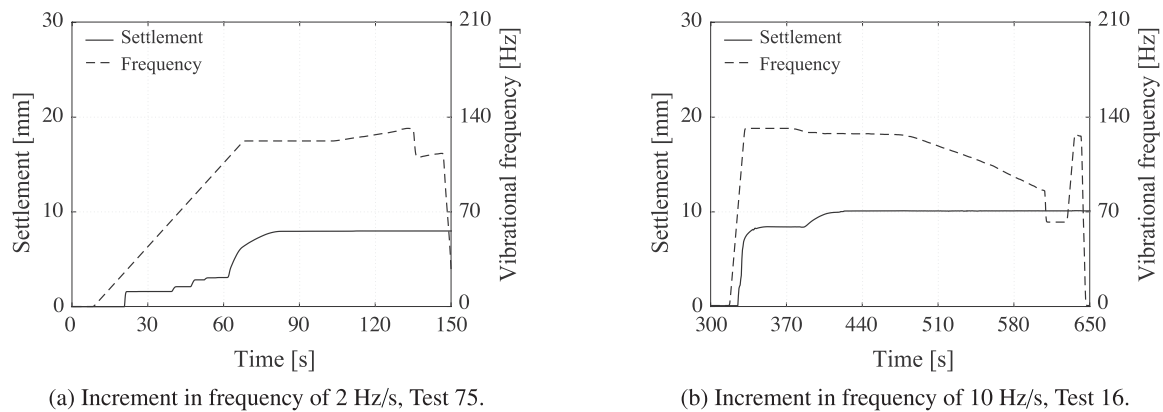 30
20
10
0
Settlement [mm]
Settlement
Frequency
210
140
70
0
Vibrational frequency [Hz]
0 30 60 90 120 150
Time [s]
(a) Increment in frequency of 2 Hz/s, Test 75.
30
20
10
0
Settlement [mm]
Settlement
Frequency
210
140
70
0
Vibrational frequency [Hz]
300 370 440 510 580 650
Time [s]
(b) Increment in frequency of 10 Hz/s, Test 16.